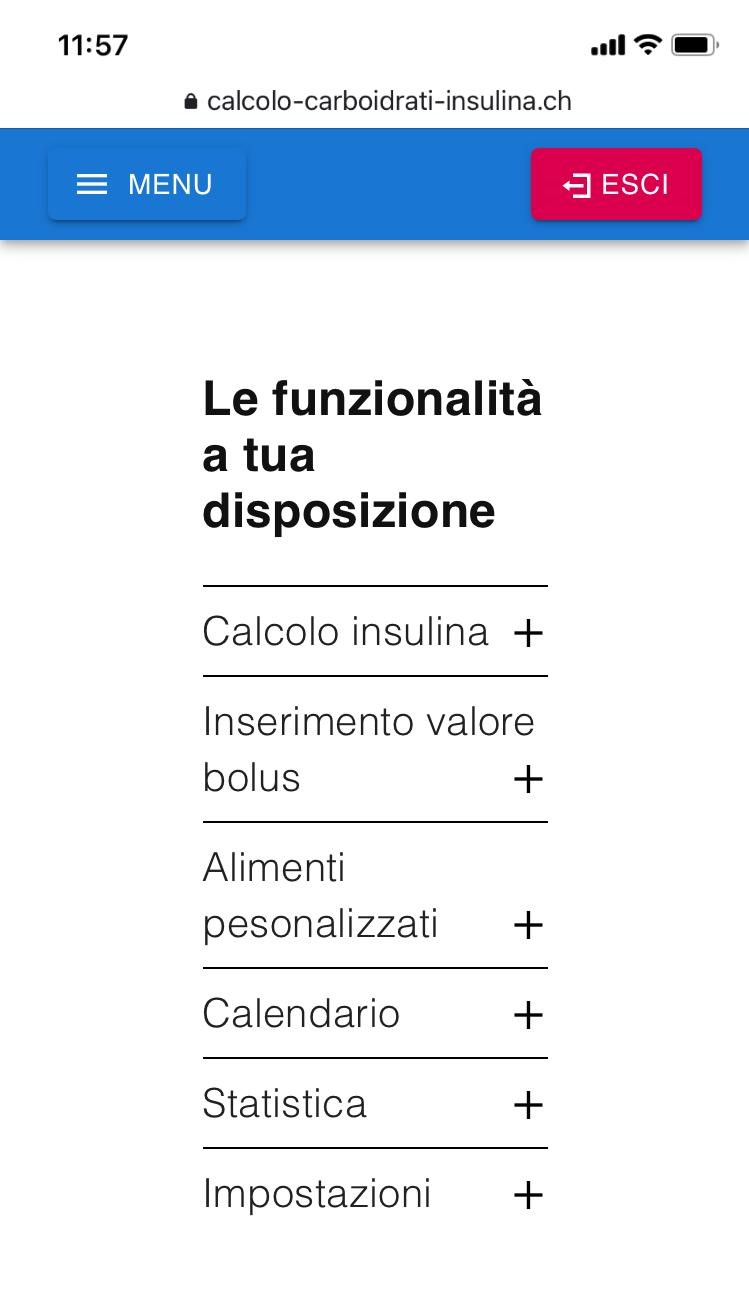 11:57
calcolo-carboidrati-insulina.ch
MENU
ESCI
Le funzionalità
a tua
disposizione
Calcolo insulina +
Inserimento valore
bolus +
Alimenti
pesonalizzati +
Calendario +
Statistica +
Impostazioni +